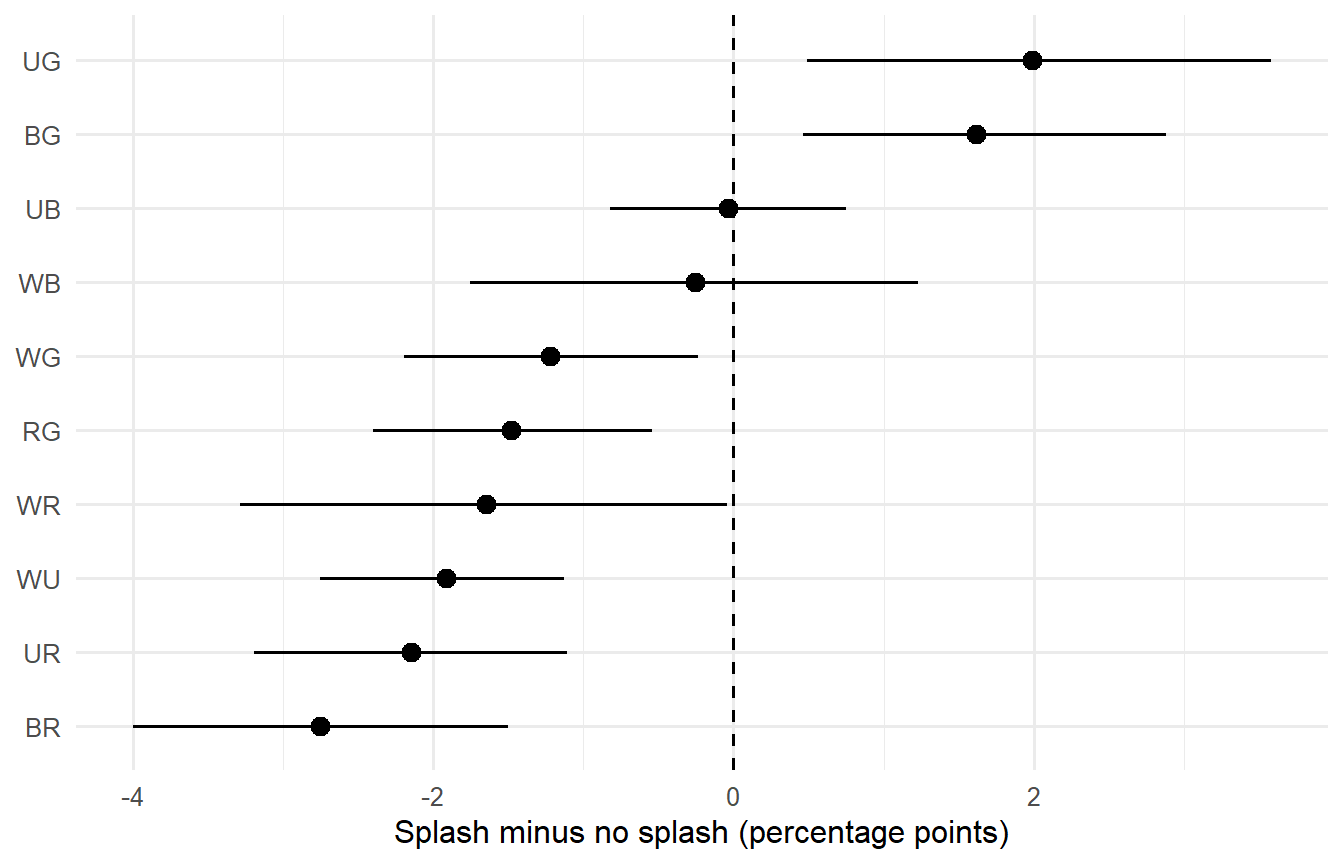 UG
BG
UB
WB
WG
RG
WR
WU
UR
BR
-4 -2 0 2
Splash minus no splash (percentage points)